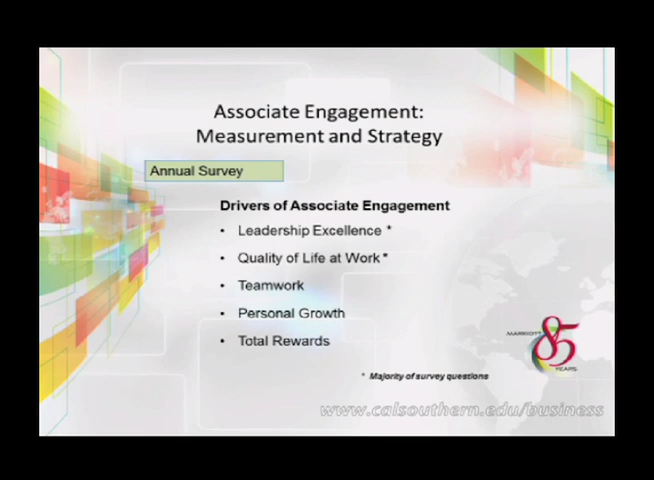 Associate Engagement:
Measurement and Strategy
Annual Survey
Drivers of Associate Engagement
• Leadership Excellence *
• Quality of Life at Work *
• Teamwork
• Personal Growth
• Total Rewards
* Majority of survey questions
MARRIOTT
85
YEARS
www.calsouthern.edu/business